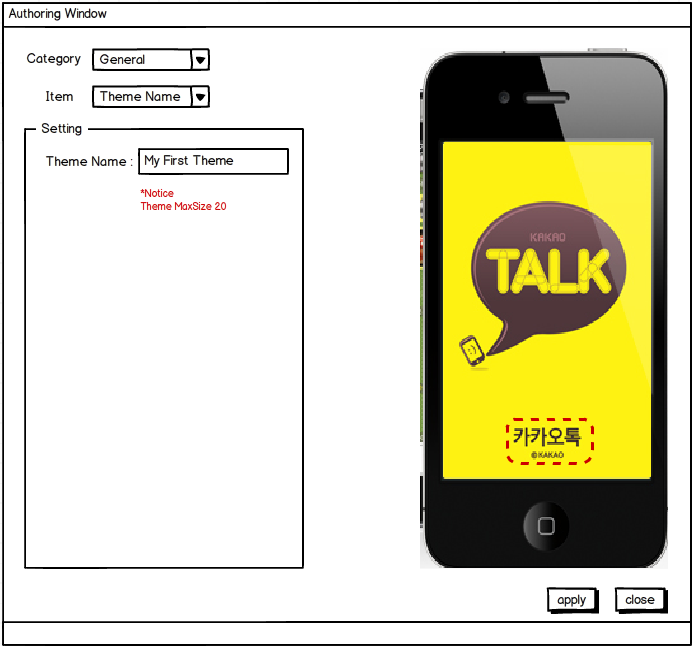 Authoring Window
Category General
Item Theme Name
Setting
Theme Name : My First Theme
*Notice
Theme MaxSize 20
KAKAO
TALK
카카오톡
©KAKAO
apply close